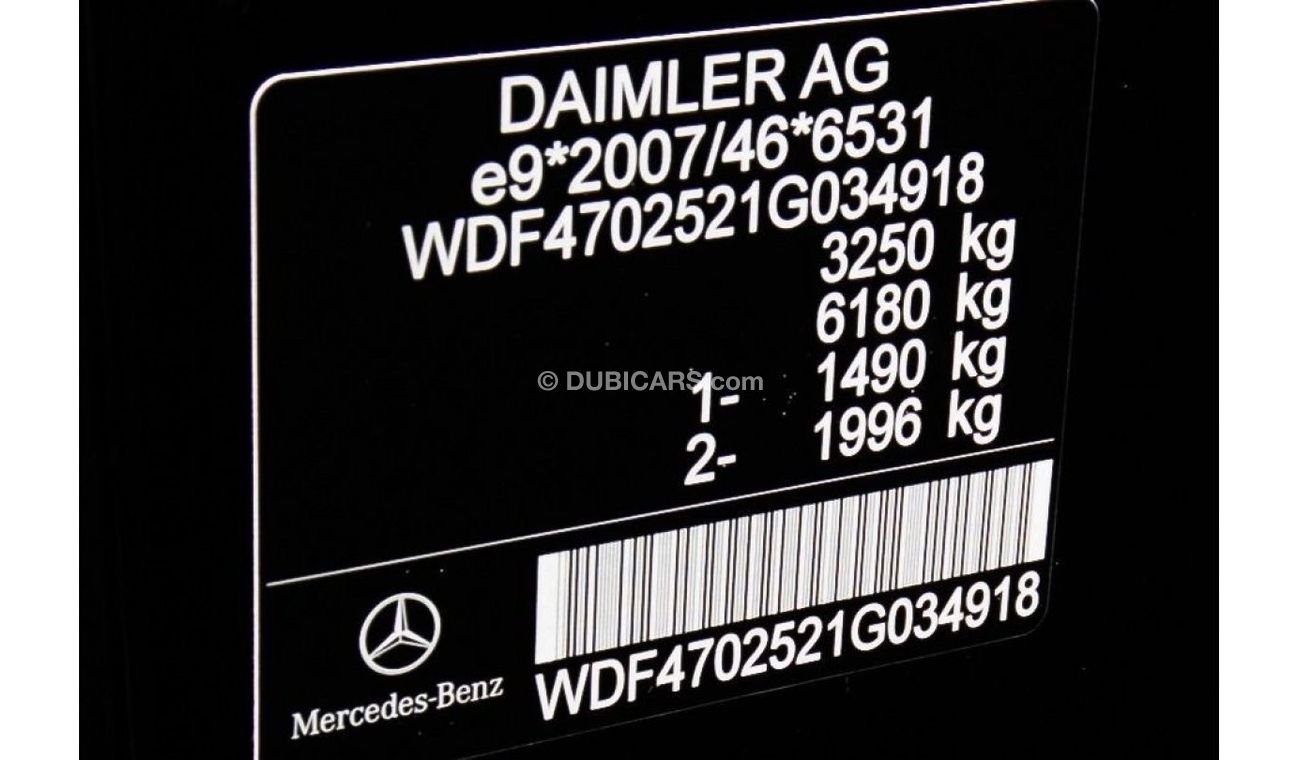 DAIMLER AG
e9*2007/46*6531
WDF4702521G034918
3250 kg
6180 kg
1- 1490 kg
2- 1996 kg
© DUBICARS.com
Mercedes-Benz
WDF4702521G034918